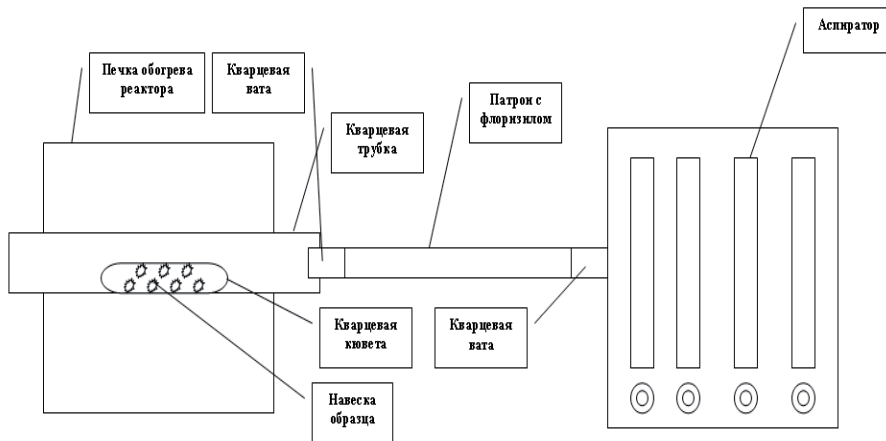 Аспиратор
Печка обогрева
реактора
Кварцевая
вата
Патрон с
флоризилом
Кварцевая
трубка
Кварцевая
кювета
Кварцевая
вата
Навеска
образца